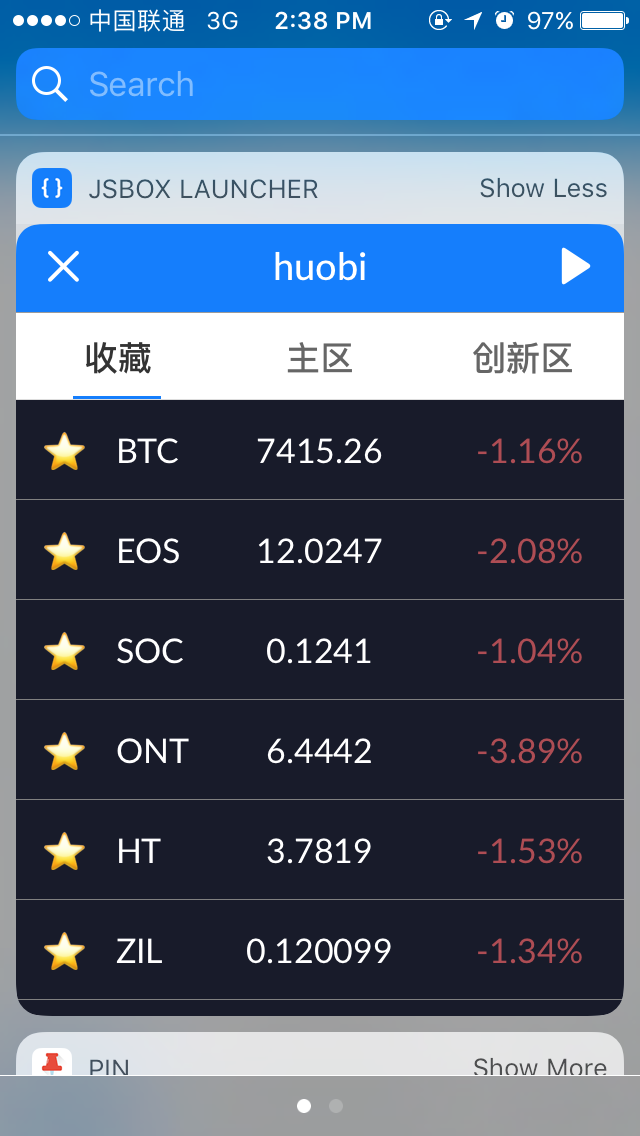 中国联通 3G 2:38 PM 97%
Search
{ } JSBOX LAUNCHER Show Less
huobi
收藏 主区 创新区
BTC 7415.26 -1.16%
EOS 12.0247 -2.08%
SOC 0.1241 -1.04%
ONT 6.4442 -3.89%
HT 3.7819 -1.53%
ZIL 0.120099 -1.34%
PIN Show More